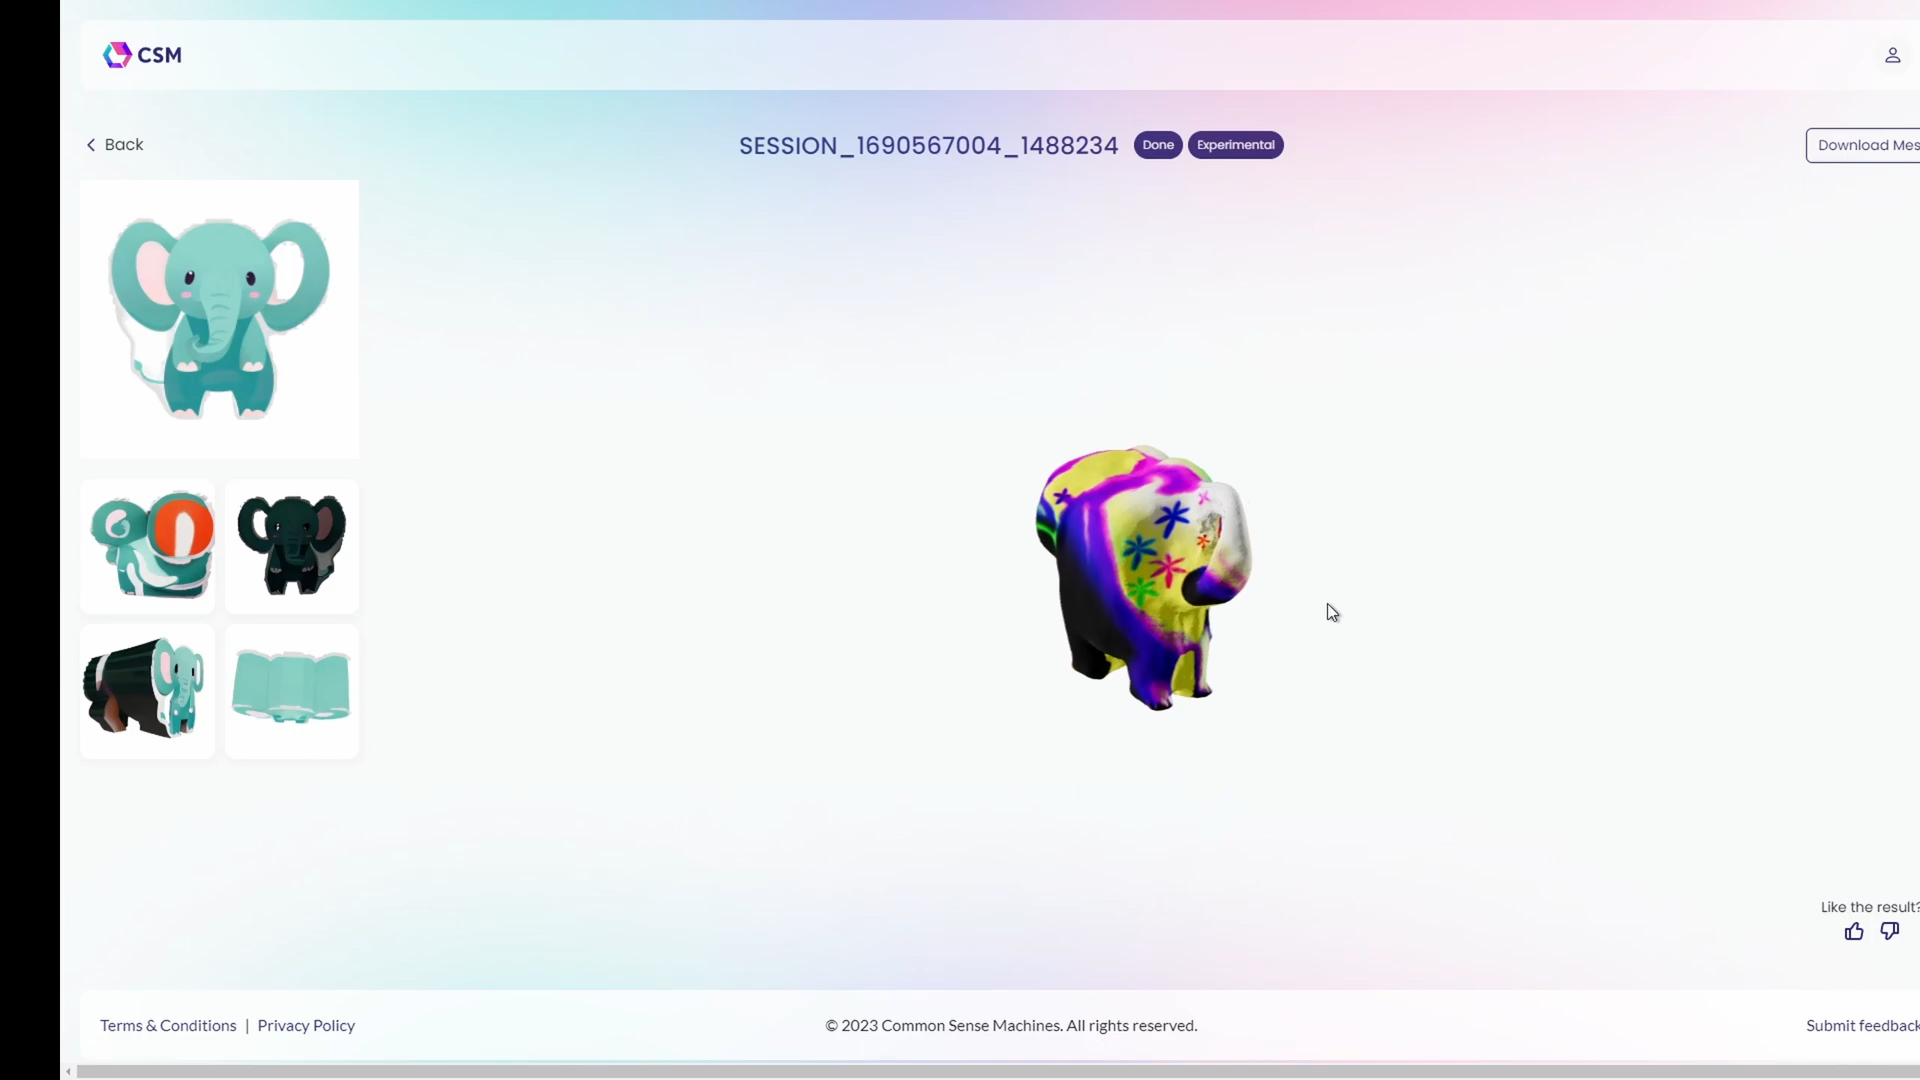 CSM
Back
SESSION_1690567004_1488234
Done
Experimental
Download Mes
Like the result?
Terms & Conditions | Privacy Policy
© 2023 Common Sense Machines. All rights reserved.
Submit feedback